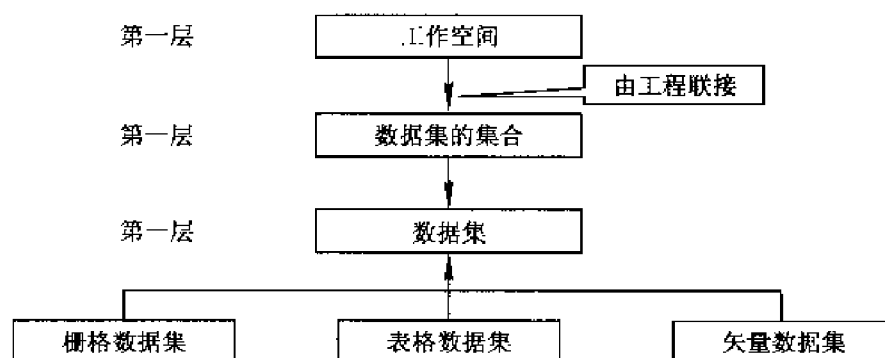 第一层
工作空间
由工程联接
第一层
数据集的集合
第一层
数据集
栅格数据集
表格数据集
矢量数据集